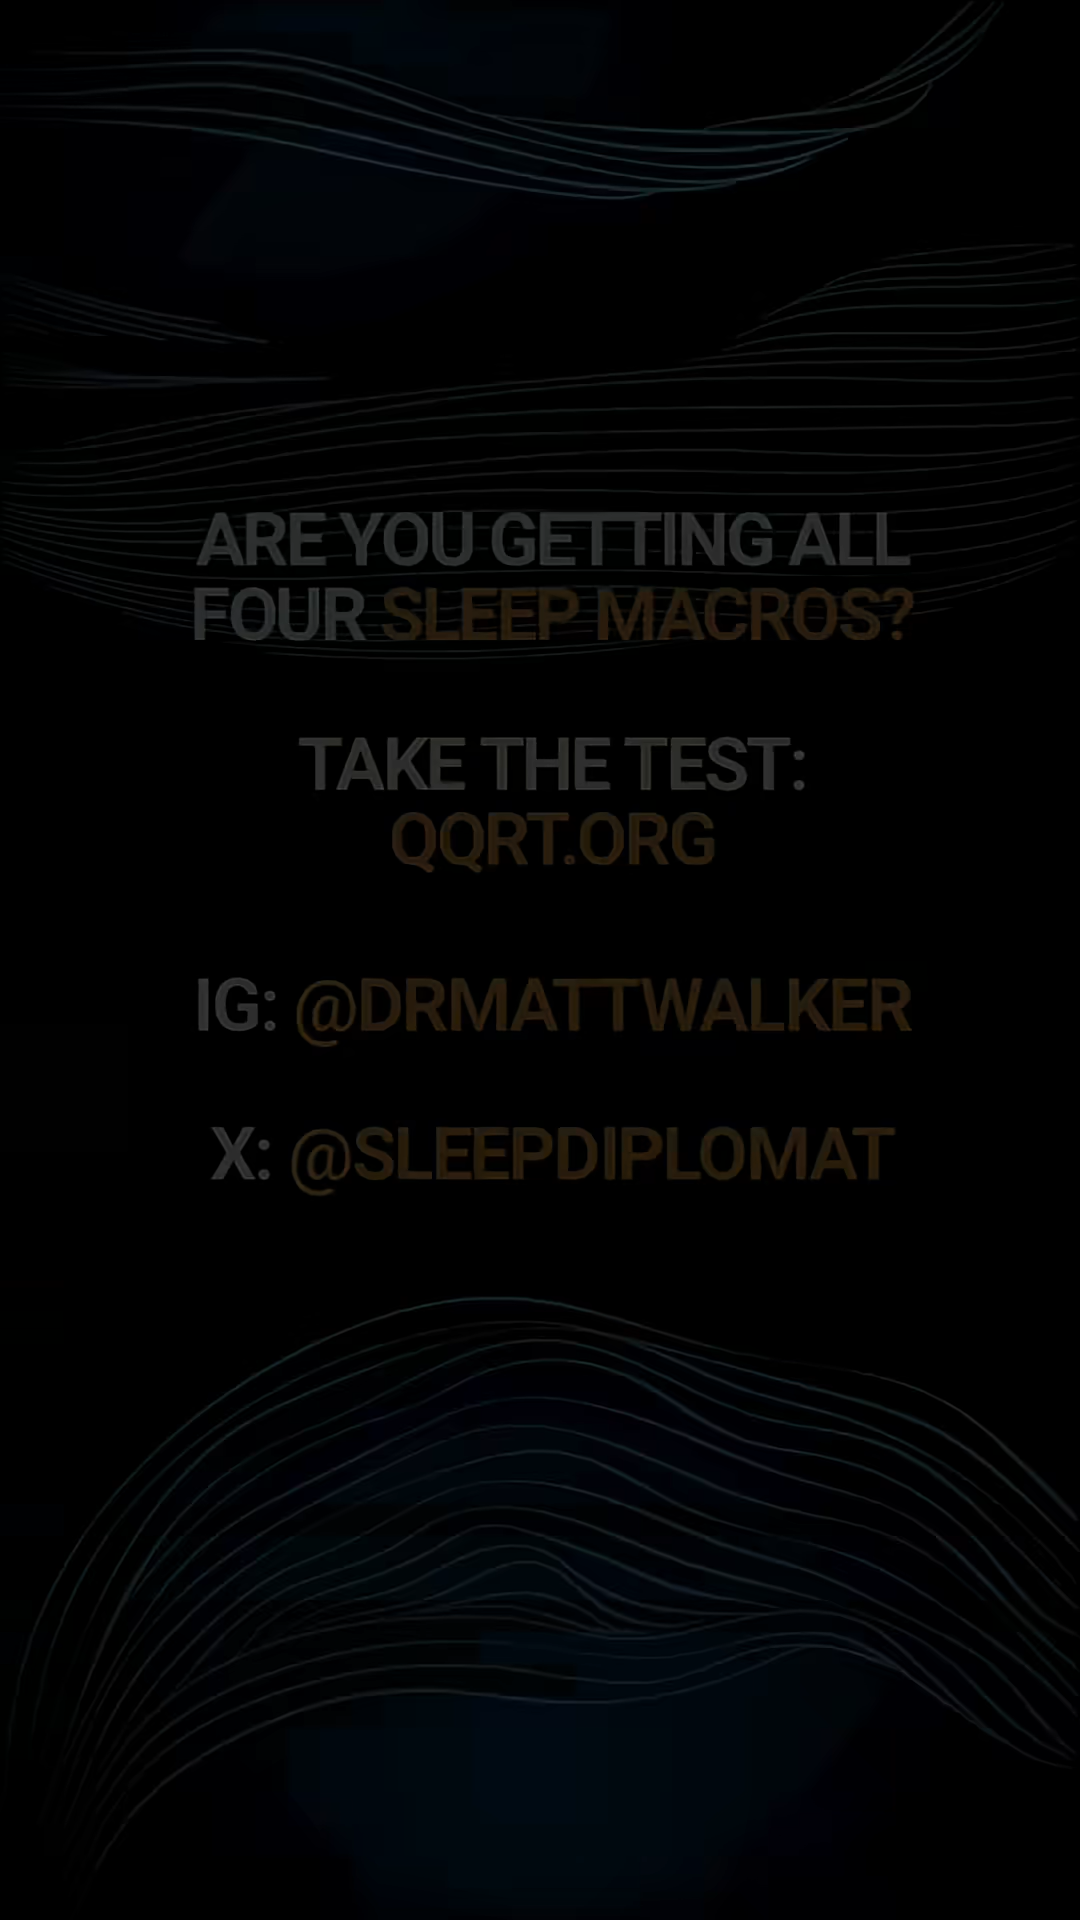 ARE YOU GETTING ALL
FOUR SLEEP MACROS?
TAKE THE TEST:
QQRT.ORG
IG: @DRMATTWALKER
X: @SLEEPDIPLOMAT